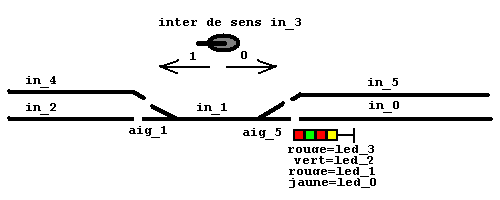 inter de sens in_3
1 0
in_4 in_5
in_2 in_1 in_0
aig_1 aig_5
rouge=led_3
vert=led_2
rouge=led_1
jaune=led_0